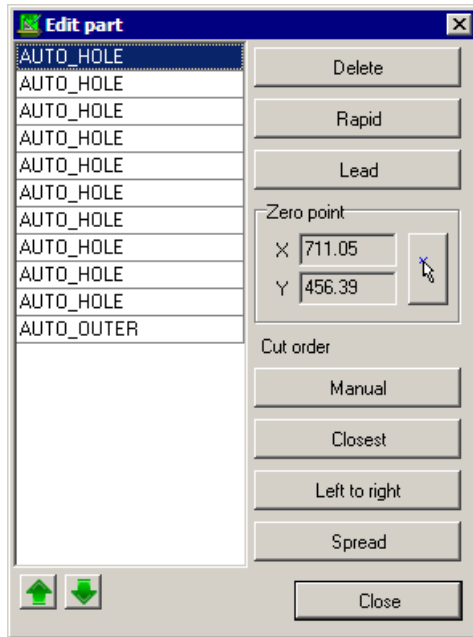 Edit part
AUTO_HOLE
AUTO_HOLE
AUTO_HOLE
AUTO_HOLE
AUTO_HOLE
AUTO_HOLE
AUTO_HOLE
AUTO_HOLE
AUTO_HOLE
AUTO_HOLE
AUTO_OUTER
Delete
Rapid
Lead
Zero point
X 711.05
Y 456.39
Cut order
Manual
Closest
Left to right
Spread
Close